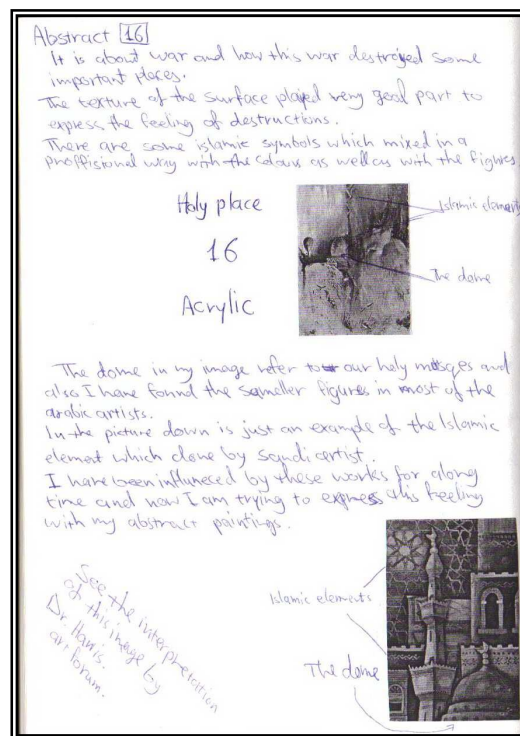 Abstract 16
It is about war and how this war destroyed some
important places.
The texture of the surface played very good part to
express the feeling of destructions.
There are some islamic symbols which mixed in a
proffisional way with the colour as well as with the figures.
Holy place
16
Acrylic
Islamic elements
The dome
The dome in my image refer to our holy mosqes and
also I have found the sameller figures in most of the
arabic artists.
In the picture down is just an example of the Islamic
element which done by saudi artist.
I have been influnesed by these works for along
time and now I am trying to express this feeling
with my abstract paintings.
See the interpretation
of this image by
Dr. Harris.
art forum.
Islamic elements
The dome